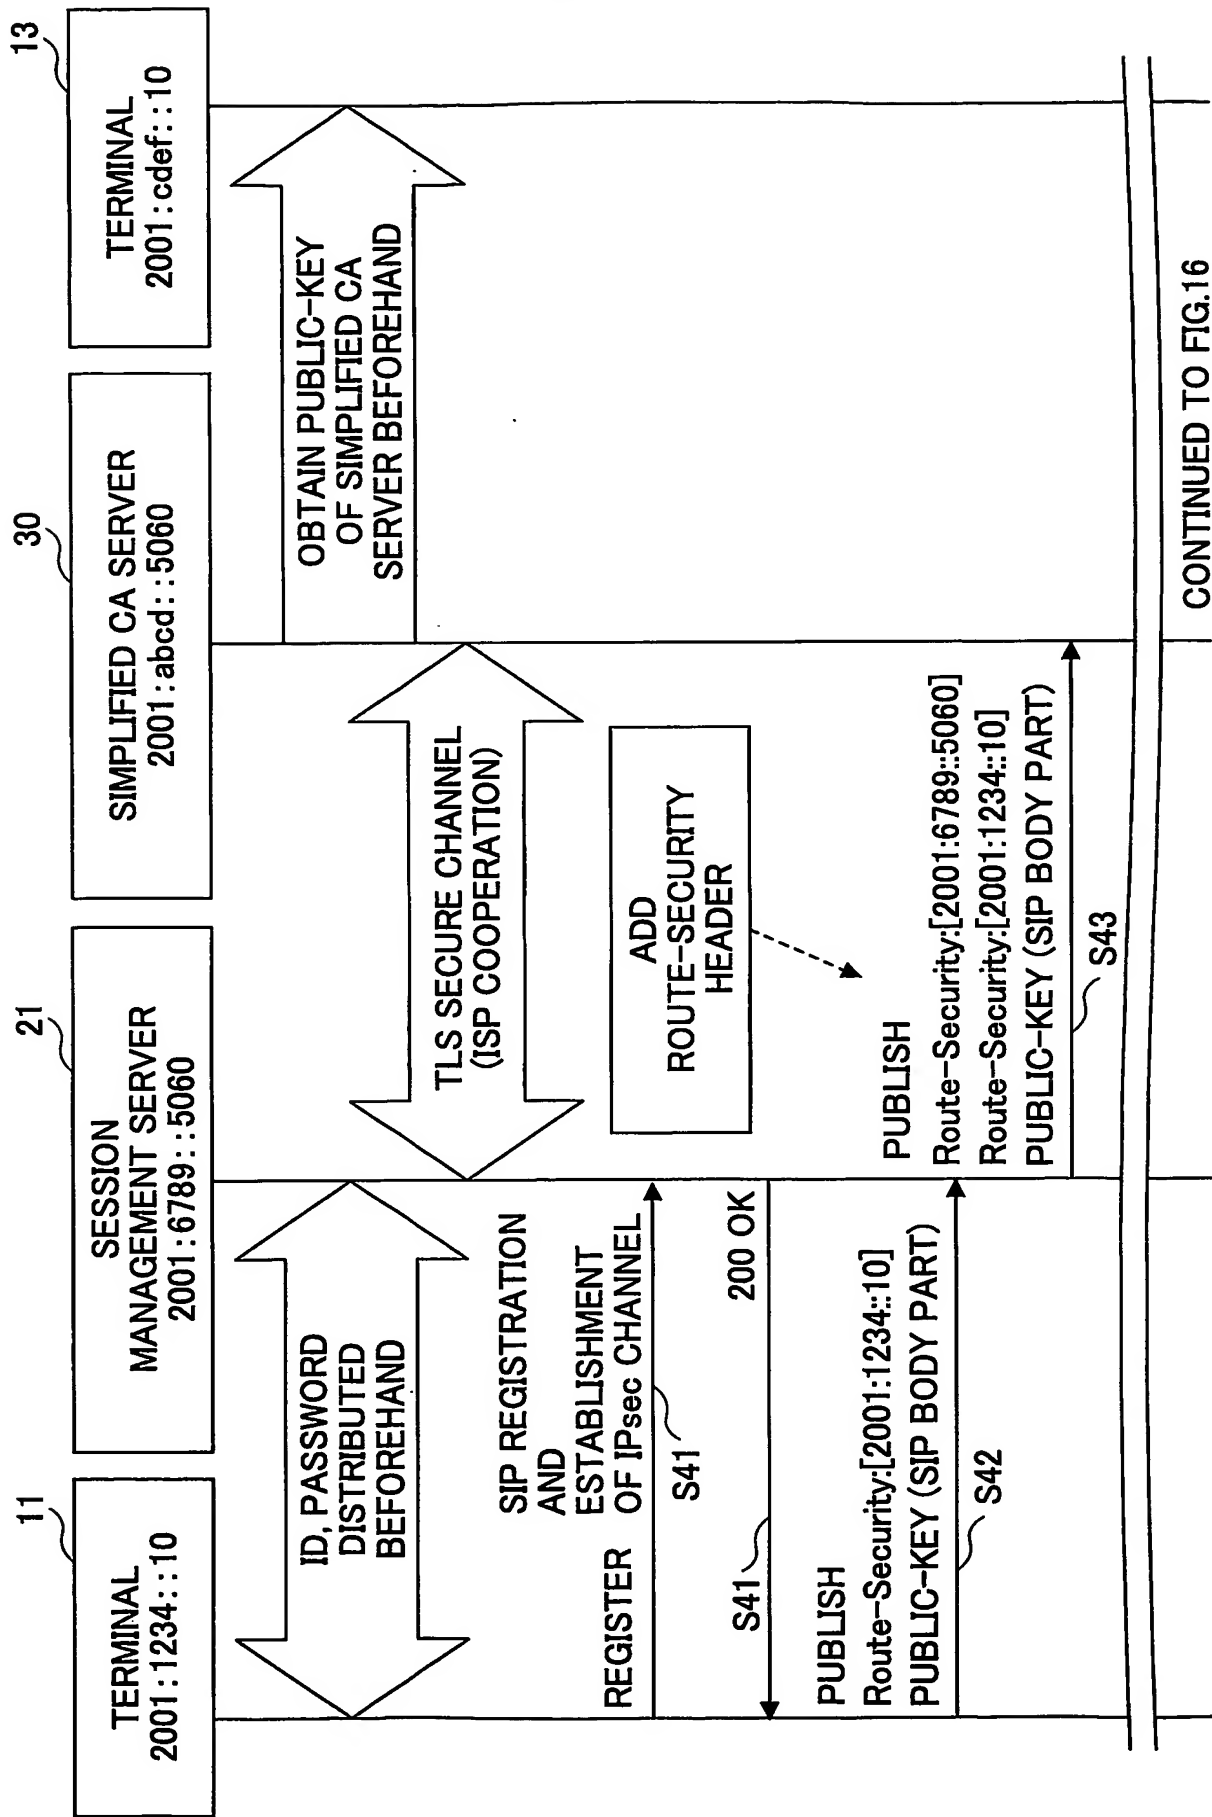 11
TERMINAL
2001:1234::10
21
SESSION
MANAGEMENT SERVER
2001:6789::5060
30
SIMPLIFIED CA SERVER
2001:abcd::5060
13
TERMINAL
2001:cdef::10
ID, PASSWORD
DISTRIBUTED
BEFOREHAND
OBTAIN PUBLIC-KEY
OF SIMPLIFIED CA
SERVER BEFOREHAND
TLS SECURE CHANNEL
(ISP COOPERATION)
SIP REGISTRATION
AND
ESTABLISHMENT
REGISTER OF IPsec CHANNEL
S41
200 OK
S41
ADD
ROUTE-SECURITY
HEADER
PUBLISH
Route-Security:[2001:1234::10]
PUBLIC-KEY (SIP BODY PART)
S42
PUBLISH
Route-Security:[2001:6789::5060]
Route-Security:[2001:1234::10]
PUBLIC-KEY (SIP BODY PART)
S43
CONTINUED TO FIG.16